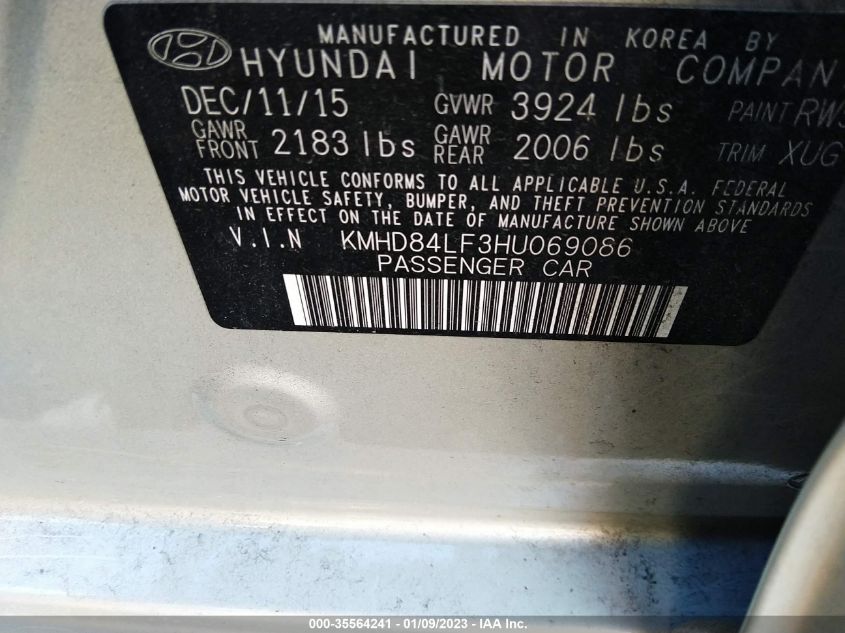 MANUFACTURED IN KOREA BY
HYUNDAI MOTOR COMPAN
DEC/11/15 GVWR 3924 lbs PAINT RW
GAWR FRONT 2183 lbs GAWR REAR 2006 lbs TRIM XUG
THIS VEHICLE CONFORMS TO ALL APPLICABLE U.S.A. FEDERAL
MOTOR VEHICLE SAFETY, BUMPER, AND THEFT PREVENTION STANDARDS
IN EFFECT ON THE DATE OF MANUFACTURE SHOWN ABOVE
V.I.N KMHD84LF3HU069086
PASSENGER CAR
000-35564241 - 01/09/2023 - IAA Inc.